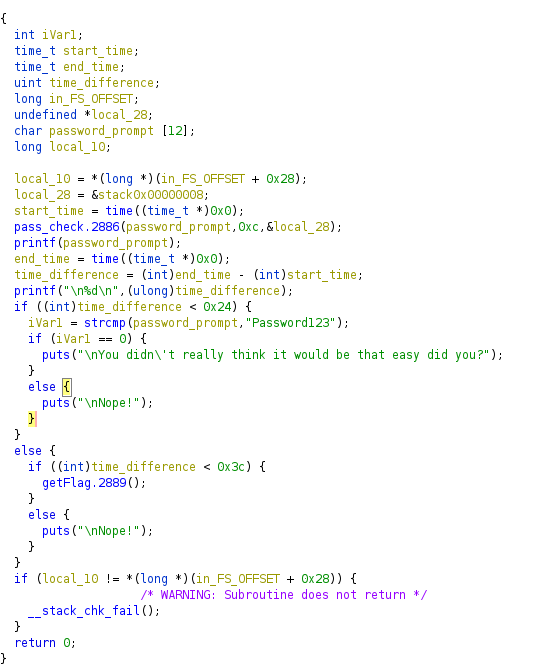 {
int iVar1;
time_t start_time;
time_t end_time;
uint time_difference;
long in_FS_OFFSET;
undefined *local_28;
char password_prompt [12];
long local_10;
local_10 = *(long *)(in_FS_OFFSET + 0x28);
local_28 = &stack0x00000008;
start_time = time((time_t *)0x0);
pass_check.2886(password_prompt,0xc,&local_28);
printf(password_prompt);
end_time = time((time_t *)0x0);
time_difference = (int)end_time - (int)start_time;
printf("\n%d\n",(ulong)time_difference);
if ((int)time_difference < 0x24) {
iVar1 = strcmp(password_prompt,"Password123");
if (iVar1 == 0) {
puts("\nYou didn\'t really think it would be that easy did you?");
}
else {
puts("\nNope!");
}
}
else {
if ((int)time_difference < 0x3c) {
getFlag.2889();
}
else {
puts("\nNope!");
}
}
if (local_10 != *(long *)(in_FS_OFFSET + 0x28)) {
/* WARNING: Subroutine does not return */
__stack_chk_fail();
}
return 0;
}